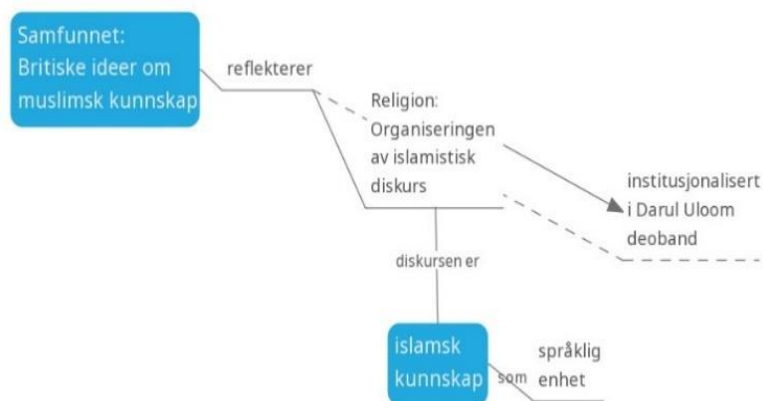 Samfunnet:
Britiske ideer om
muslimsk kunnskap
reflekterer
Religion:
Organiseringen
av islamistisk
diskurs
institusjonalisert
i Darul Uloom
deoband
diskursen er
islamsk
kunnskap
som
språklig
enhet